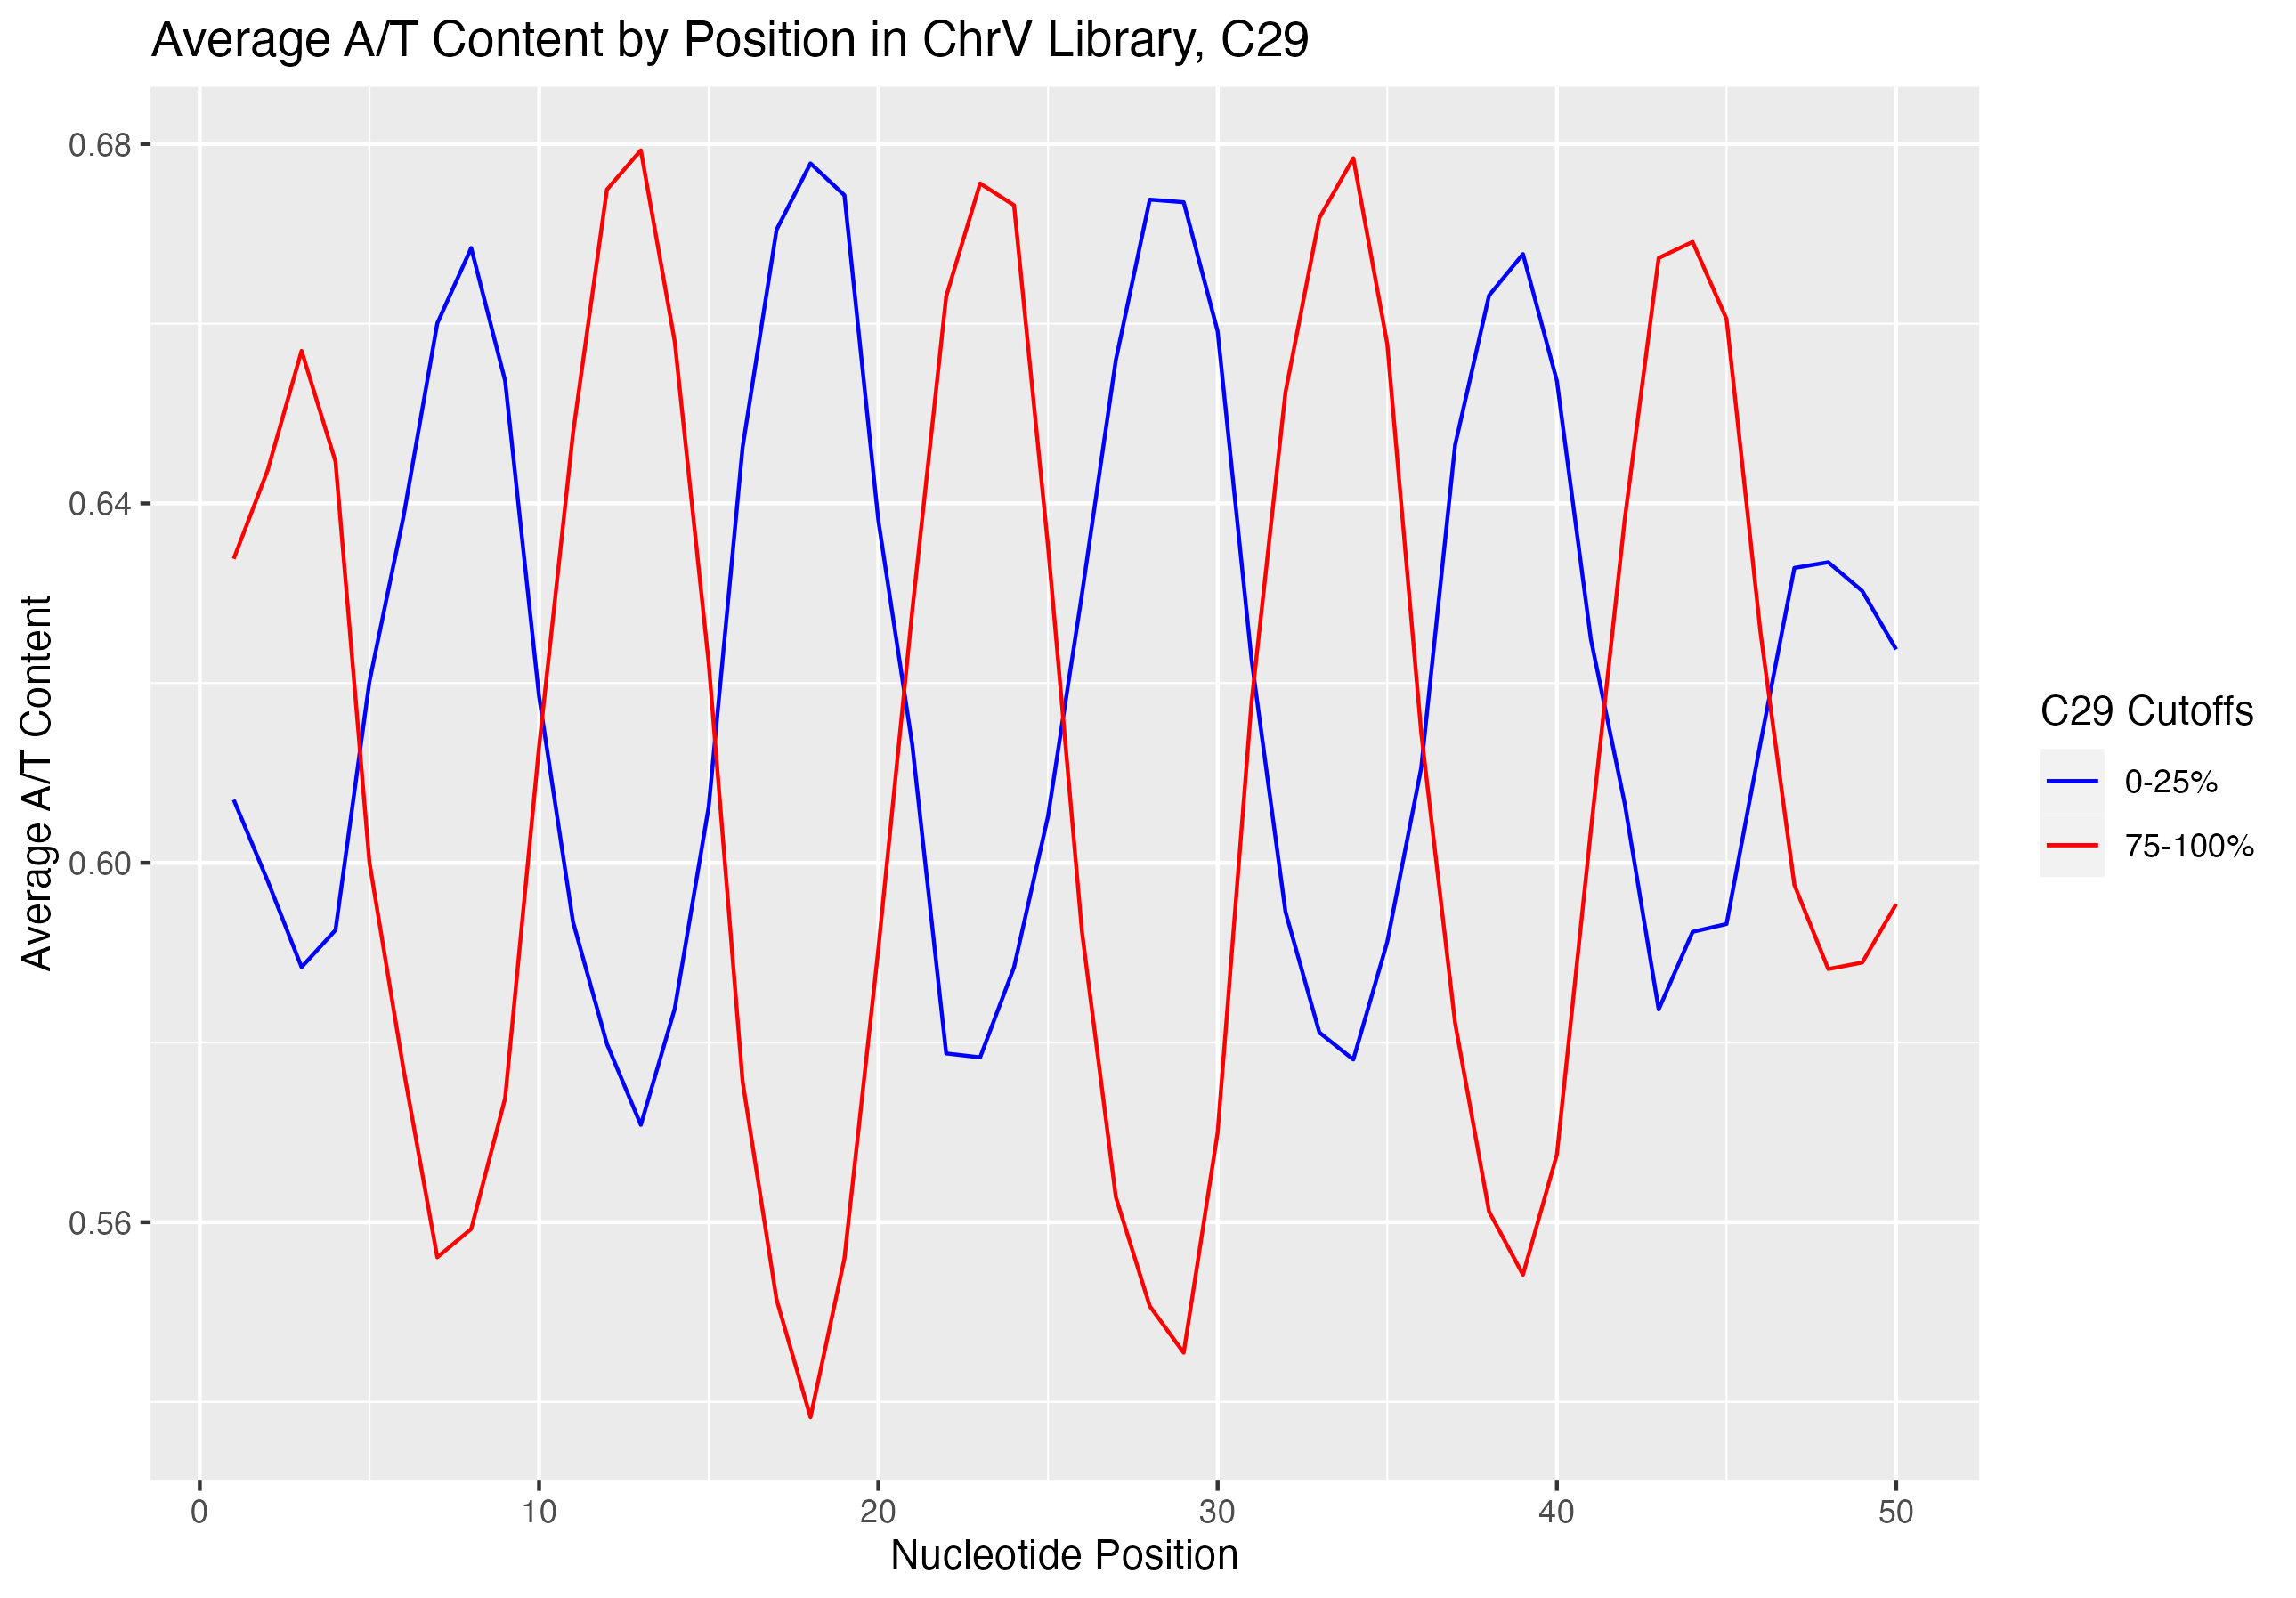 Average A/T Content by Position in ChrV Library, C29
0.68
0.64
0.60
0.56
Average A/T Content
0 10 20 30 40 50
Nucleotide Position
C29 Cutoffs
0-25%
75-100%